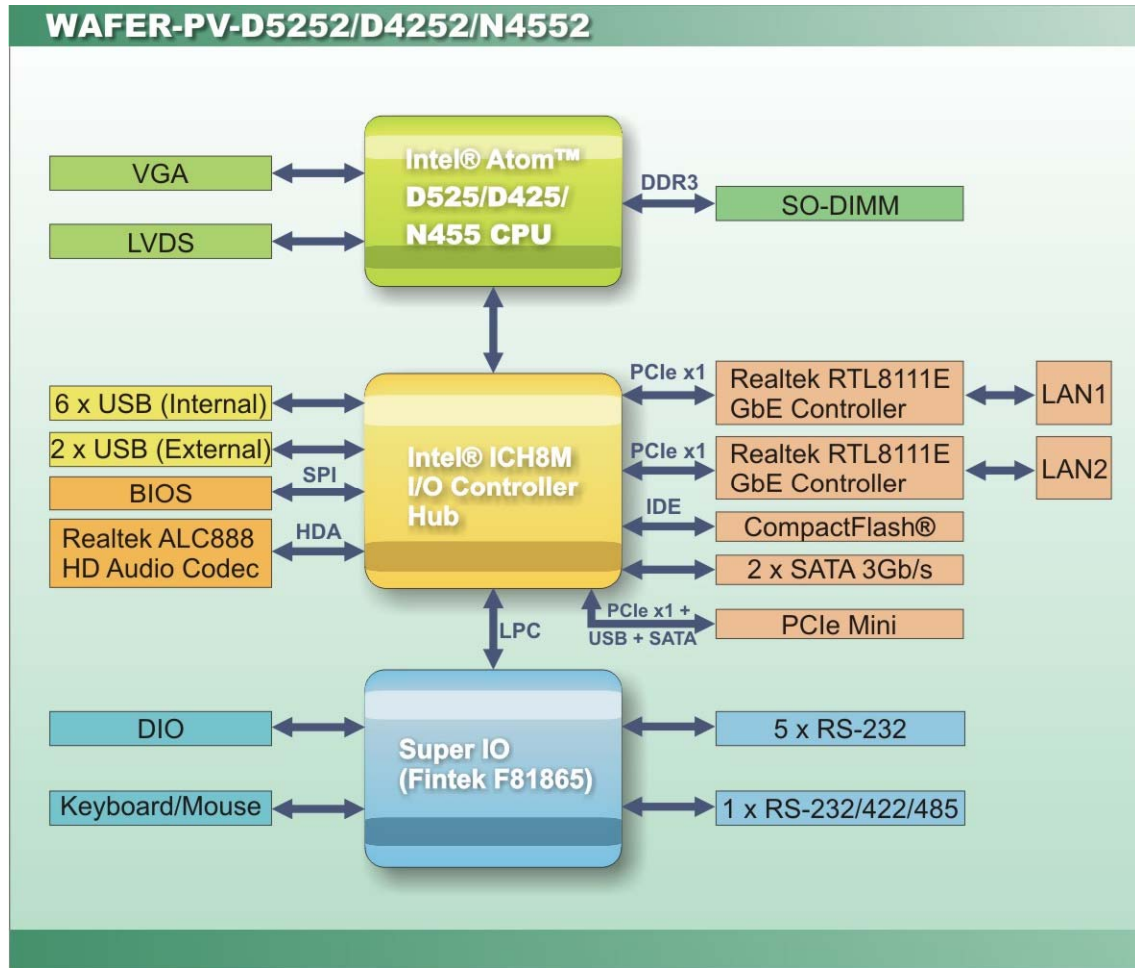 WAFER-PV-D5252/D4252/N4552
VGA
LVDS
Intel® Atom™
D525/D425/
N455 CPU
DDR3
SO-DIMM
6 x USB (Internal)
2 x USB (External)
SPI
BIOS
Realtek ALC888
HD Audio Codec
HDA
Intel® ICH8M
I/O Controller
Hub
PCIe x1
Realtek RTL8111E
GbE Controller
LAN1
PCIe x1
Realtek RTL8111E
GbE Controller
LAN2
IDE
CompactFlash®
2 x SATA 3Gb/s
PCIe x1 +
USB + SATA
PCIe Mini
LPC
DIO
Keyboard/Mouse
Super IO
(Fintek F81865)
5 x RS-232
1 x RS-232/422/485